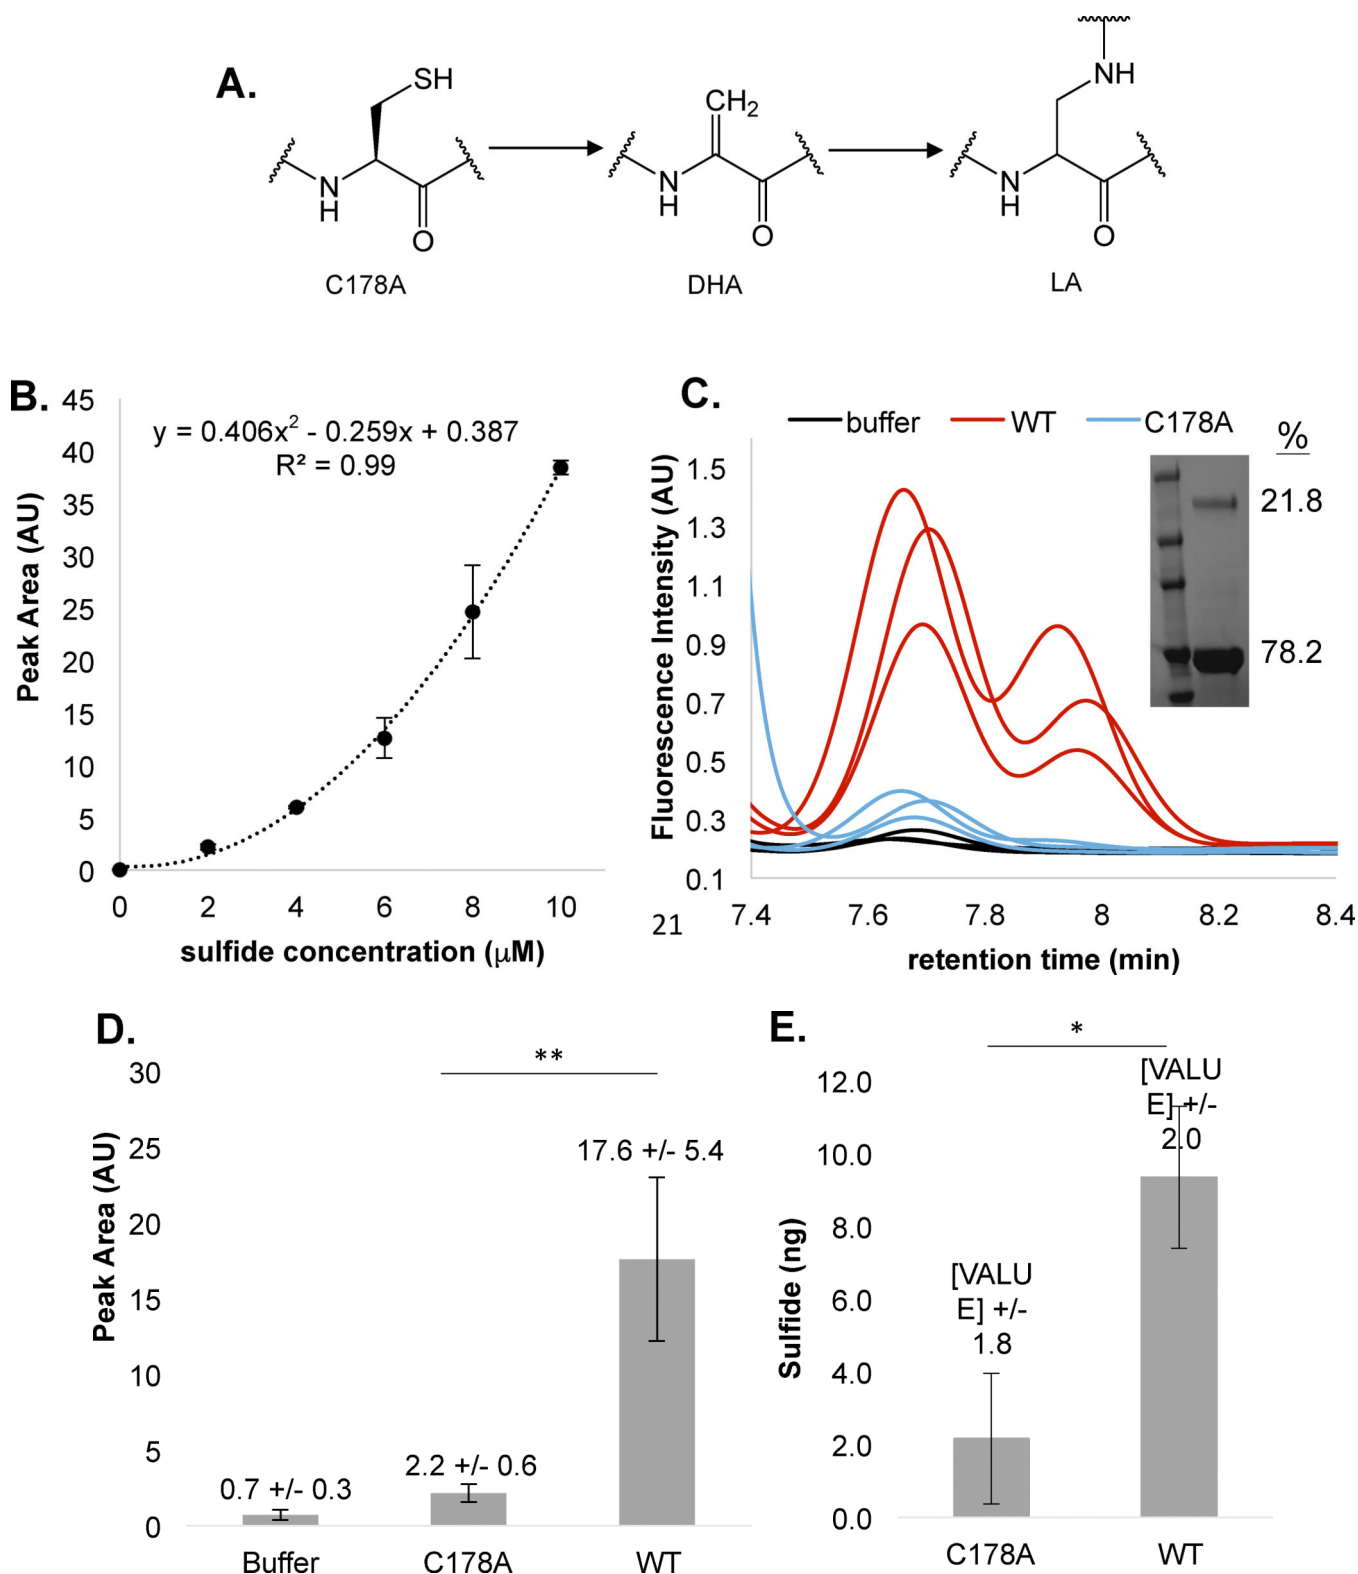 A.
SH
N
H
O
C178A
CH2
N
H
O
DHA
NH
N
H
O
LA
B.
y = 0.406x² - 0.259x + 0.387
R² = 0.99
Peak Area (AU)
45
40
35
30
25
20
15
10
5
0
0 2 4 6 8 10
sulfide concentration (μM)
C.
buffer WT C178A
%
21.8
78.2
Fluorescence Intensity (AU)
1.5
1.3
1.1
0.9
0.7
0.5
0.3
0.1
21
7.4 7.6 7.8 8 8.2 8.4
retention time (min)
D.
**
Peak Area (AU)
30
25
20
15
10
5
0
0.7 +/- 0.3
2.2 +/- 0.6
17.6 +/- 5.4
Buffer C178A WT
E.
*
Sulfide (ng)
12.0
10.0
8.0
6.0
4.0
2.0
0.0
[VALU
E] +/-
1.8
[VALU
E] +/-
2.0
C178A WT